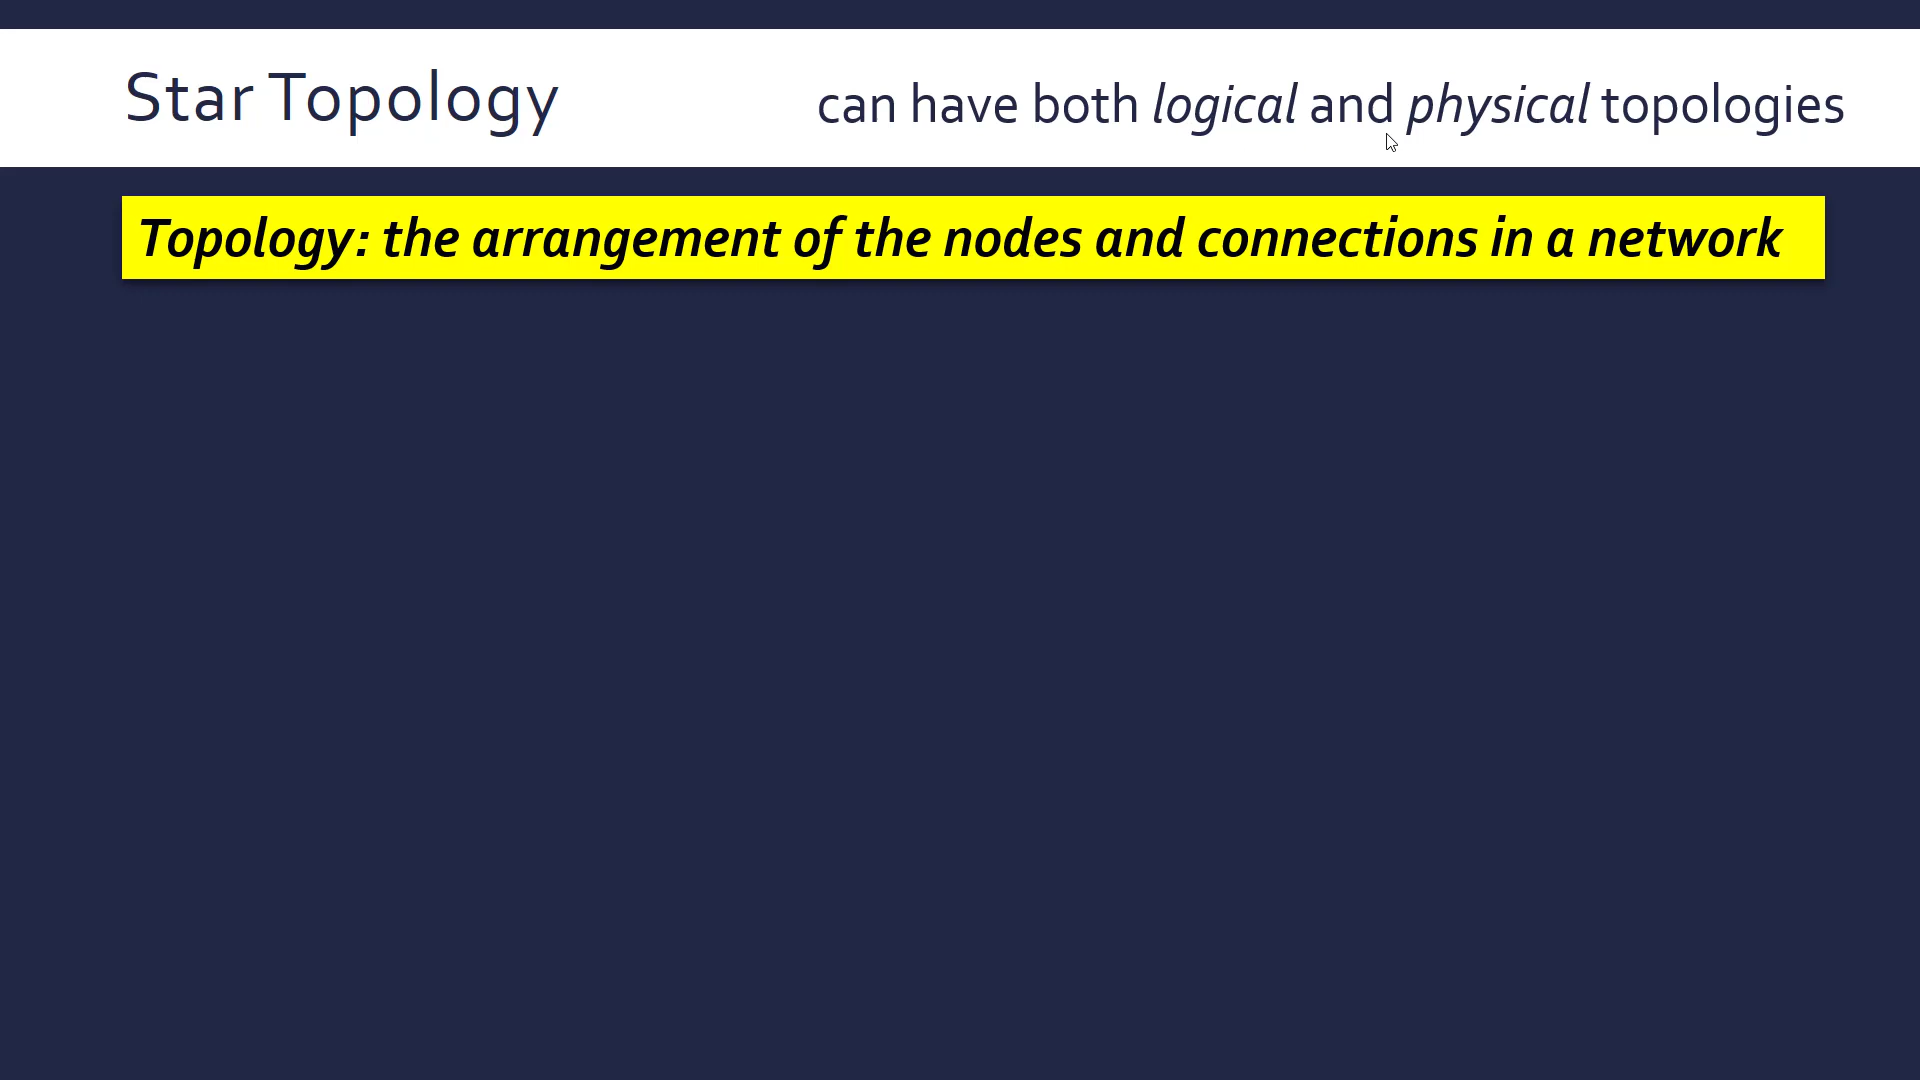 Star Topology
can have both logical and physical topologies
Topology: the arrangement of the nodes and connections in a network